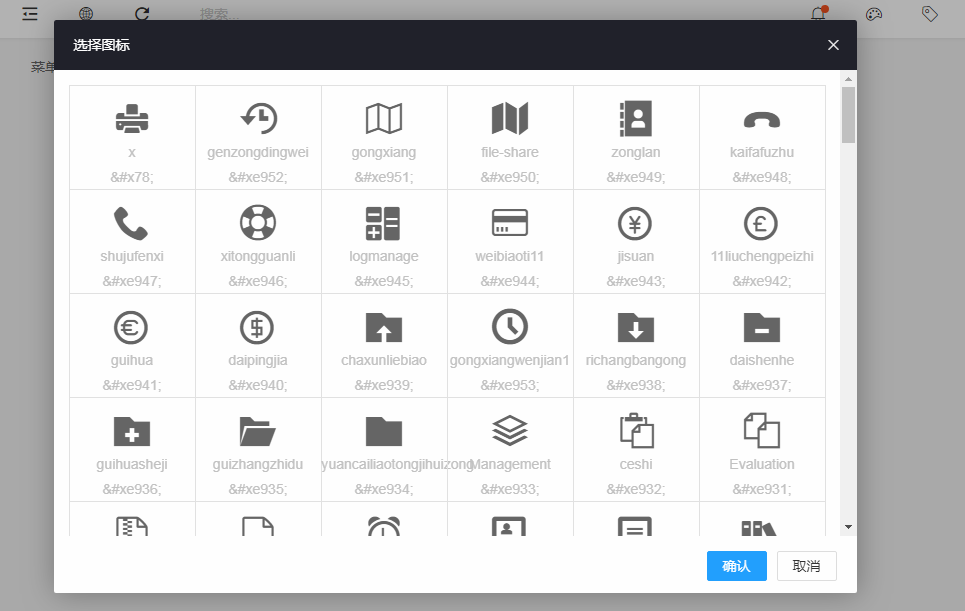 搜索...
菜单
选择图标
x
genzongdingwei
gongxiang
file-share
zonglan
kaifafuzhu
&#x78;
&#xe952;
&#xe951;
&#xe950;
&#xe949;
&#xe948;
shujufenxi
xitongguanli
logmanage
weibiaoti11
jisuan
11liuchengpeizhi
&#xe947;
&#xe946;
&#xe945;
&#xe944;
&#xe943;
&#xe942;
guihua
daipingjia
chaxunliebiao
gongxiangwenjian1
richangbangong
daishenhe
&#xe941;
&#xe940;
&#xe939;
&#xe953;
&#xe938;
&#xe937;
guihuasheji
guizhangzhidu
yuancailiaotongjihuizong
Management
ceshi
Evaluation
&#xe936;
&#xe935;
&#xe934;
&#xe933;
&#xe932;
&#xe931;
确认
取消